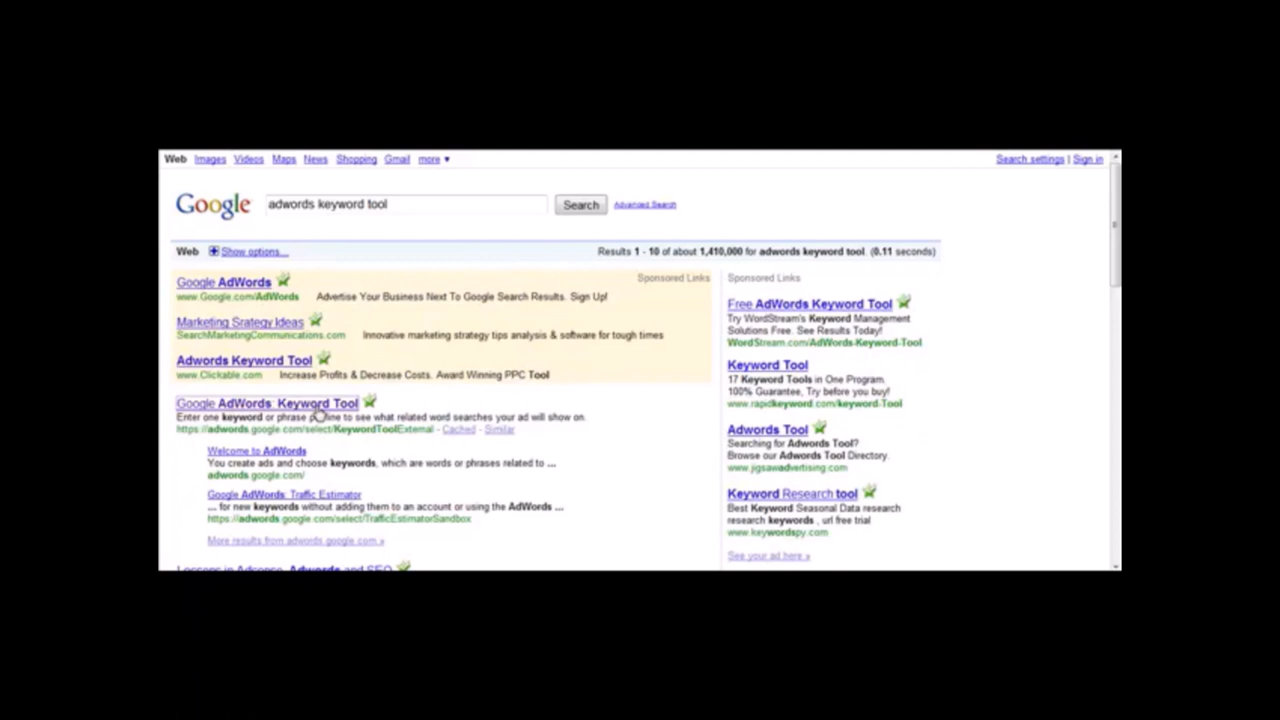 Web Images Videos Maps News Shopping Gmail more ▼
Search settings | Sign in
Google
adwords keyword tool
Search
Advanced Search
Web Show options...
Results 1 - 10 of about 1,410,000 for adwords keyword tool. (0.11 seconds)
Sponsored Links
Google AdWords
www.Google.com/AdWords Advertise Your Business Next To Google Search Results. Sign Up!
Marketing Srategy Ideas
SearchMarketingCommunications.com Innovative marketing strategy tips analysis & software for tough times
Adwords Keyword Tool
www.Clickable.com Increase Profits & Decrease Costs. Award Winning PPC Tool
Google AdWords: Keyword Tool
Enter one keyword or phrase line to see what related word searches your ad will show on.
https://adwords.google.com/select/KeywordToolExternal - Cached - Similar
Welcome to AdWords
You create ads and choose keywords, which are words or phrases related to ...
adwords.google.com/
Google AdWords: Traffic Estimator
... for new keywords without adding them to an account or using the AdWords ...
https://adwords.google.com/select/TrafficEstimatorSandbox
More results from adwords.google.com »
Lessons in Adsense, Adwords and SEO
Sponsored Links
Free AdWords Keyword Tool
Try WordStream's Keyword Management
Solutions Free. See Results Today!
WordStream.com/AdWords-Keyword-Tool
Keyword Tool
17 Keyword Tools in One Program.
100% Guarantee, Try before you buy!
www.rapidkeyword.com/keyword-Tool
Adwords Tool
Searching for Adwords Tool?
Browse our Adwords Tool Directory.
www.jigsawadvertising.com
Keyword Research tool
Best Keyword Seasonal Data research
research keywords , url free trial
www.keywordspy.com
See your ad here »